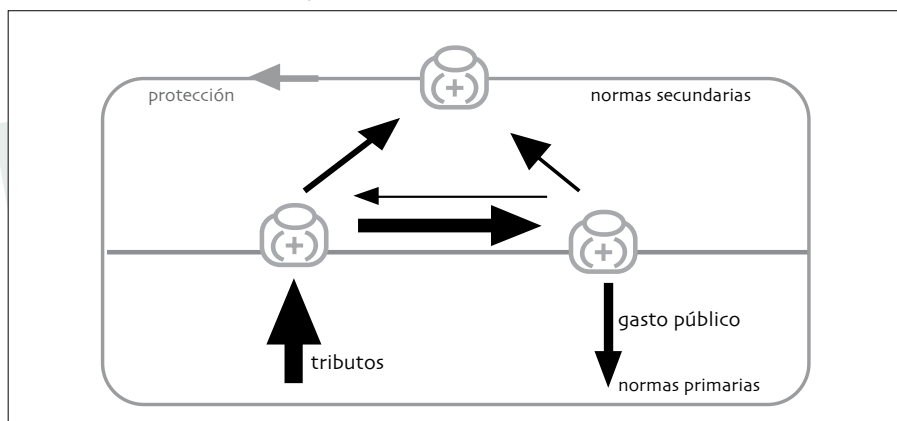 protección
normas secundarias
gasto público
tributos
normas primarias